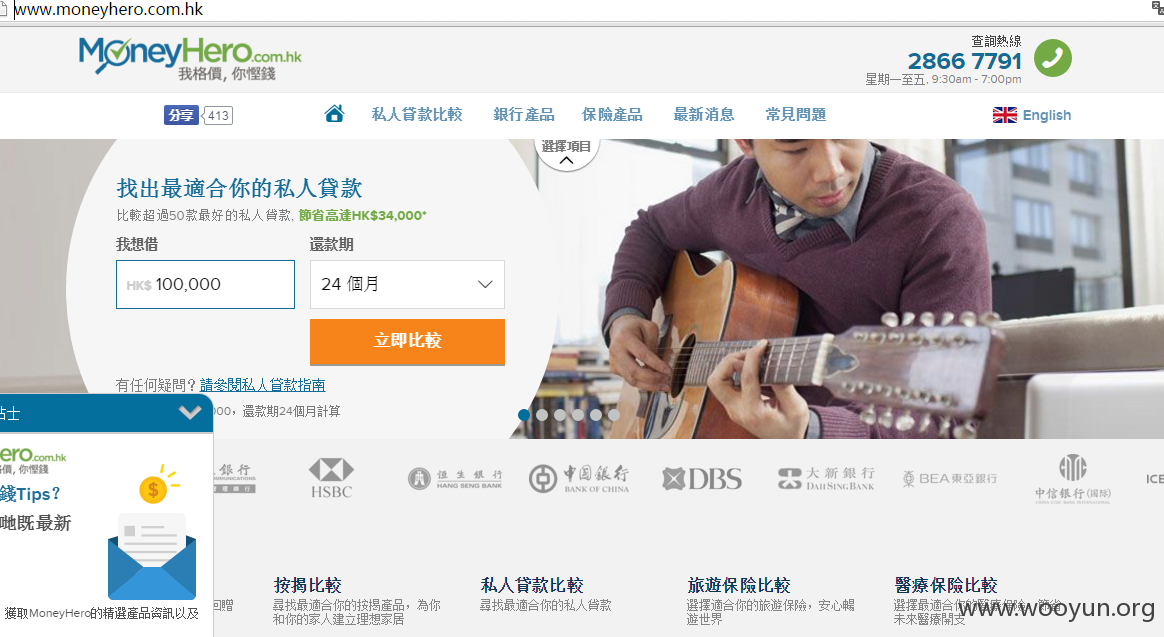 www.moneyhero.com.hk
MoneyHero.com.hk
我格價, 你慳錢
查詢熱線
2866 7791
星期一至五, 9:30am - 7:00pm
分享 413
私人貸款比較 銀行產品 保險產品 最新消息 常見問題
English
選擇項目
找出最適合你的私人貸款
比較超過50款最好的私人貸款, 節省高達HK$34,000*
我想借 還款期
HK$ 100,000 24 個月
立即比較
有任何疑問？請參閱私人貸款指南
00，還款期24個月計算
貼士
ero.com.hk
價, 你慳錢
錢Tips?
哋既最新
獲取MoneyHero的精選產品資訊以及
銀行
HSBC
恒生銀行
HANG SENG BANK
中國銀行
BANK OF CHINA
DBS
大新銀行
DAH SING BANK
BEA東亞銀行
中信银行(国际)
ICB
按揭比較
尋找最適合你的按揭產品，為你
和你的家人建立理想家居
私人貸款比較
尋找最適合你的私人貸款
旅遊保險比較
選擇適合你的旅遊保險，安心暢
遊世界
醫療保險比較
選擇最適合你的醫療保險，節省
未來醫療開支
回贈
www.wooyun.org